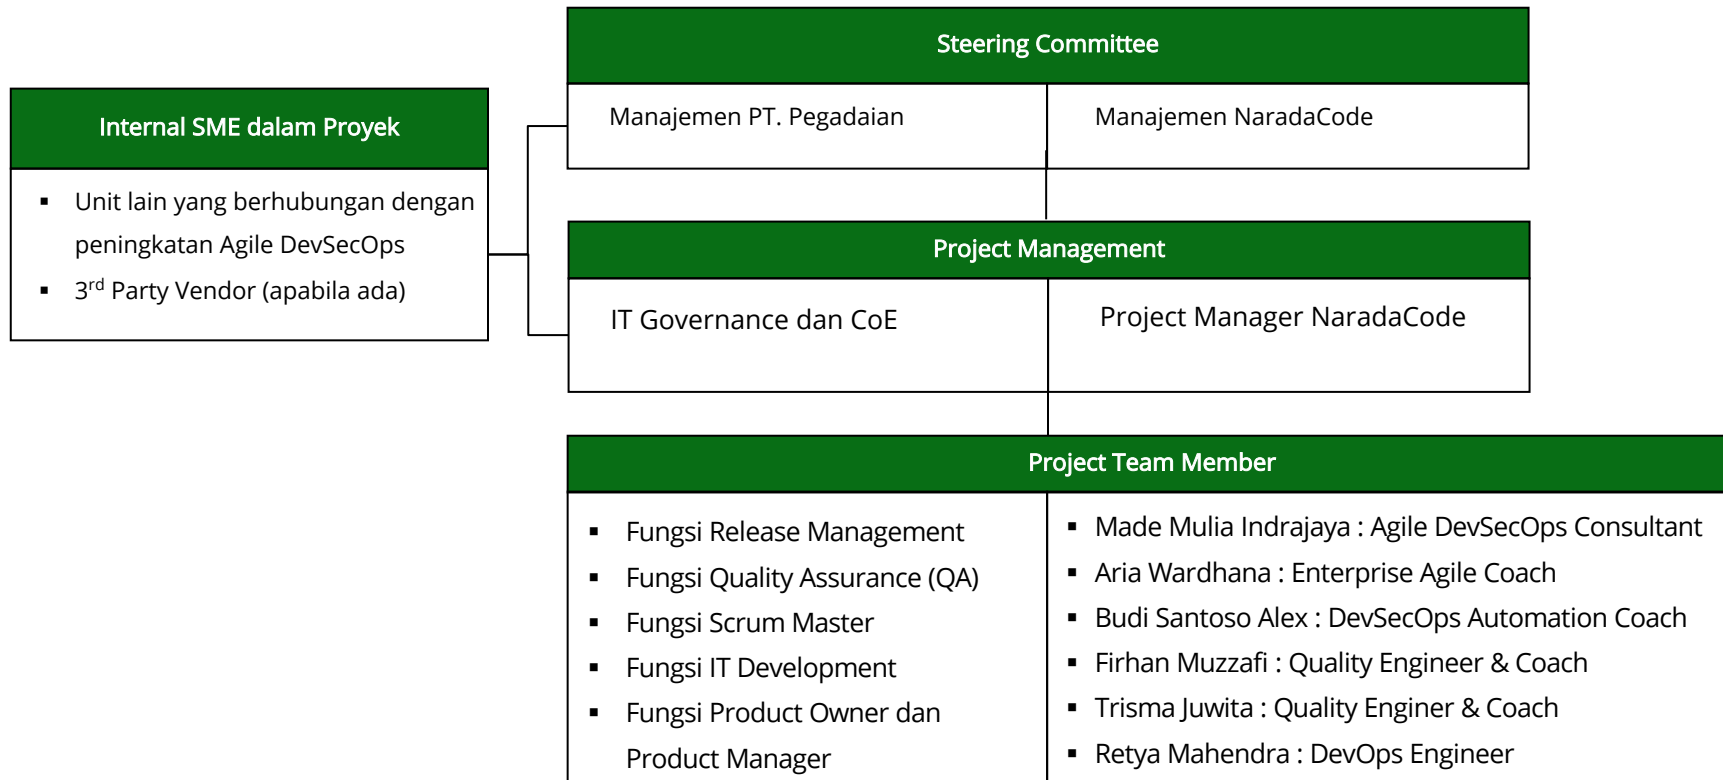 Steering Committee
Manajemen PT. Pegadaian
Manajemen NaradaCode
Internal SME dalam Proyek
▪ Unit lain yang berhubungan dengan
peningkatan Agile DevSecOps
▪ 3rd Party Vendor (apabila ada)
Project Management
IT Governance dan CoE
Project Manager NaradaCode
Project Team Member
▪ Fungsi Release Management
▪ Fungsi Quality Assurance (QA)
▪ Fungsi Scrum Master
▪ Fungsi IT Development
▪ Fungsi Product Owner dan
Product Manager
▪ Made Mulia Indrajaya : Agile DevSecOps Consultant
▪ Aria Wardhana : Enterprise Agile Coach
▪ Budi Santoso Alex : DevSecOps Automation Coach
▪ Firhan Muzzafi : Quality Engineer & Coach
▪ Trisma Juwita : Quality Enginer & Coach
▪ Retya Mahendra : DevOps Engineer